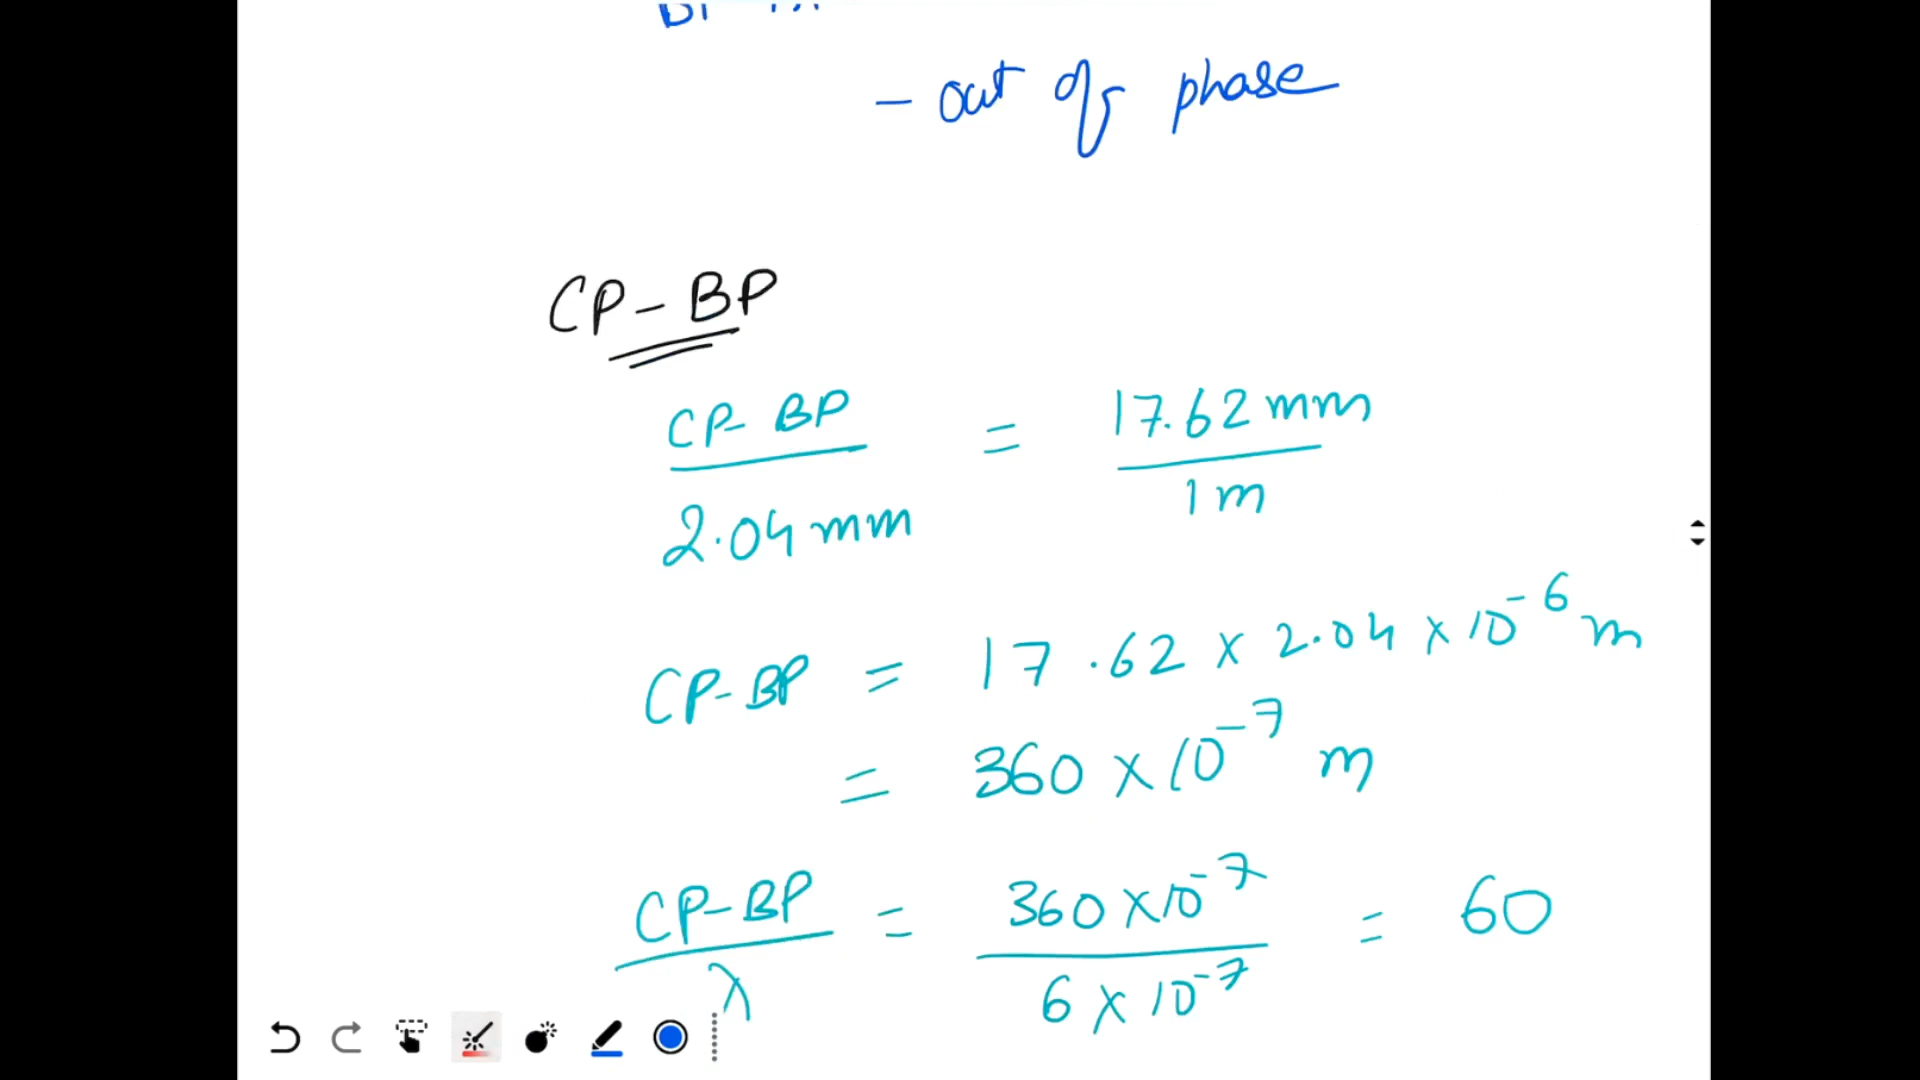 - out of phase
CP-BP
CP-BP / 2.04 mm = 17.62 mm / 1 m
CP-BP = 17.62 x 2.04 x 10⁻⁶ m
= 360 x 10⁻⁷ m
CP-BP / λ = 360 x 10⁻⁷ / 6 x 10⁻⁷ = 60